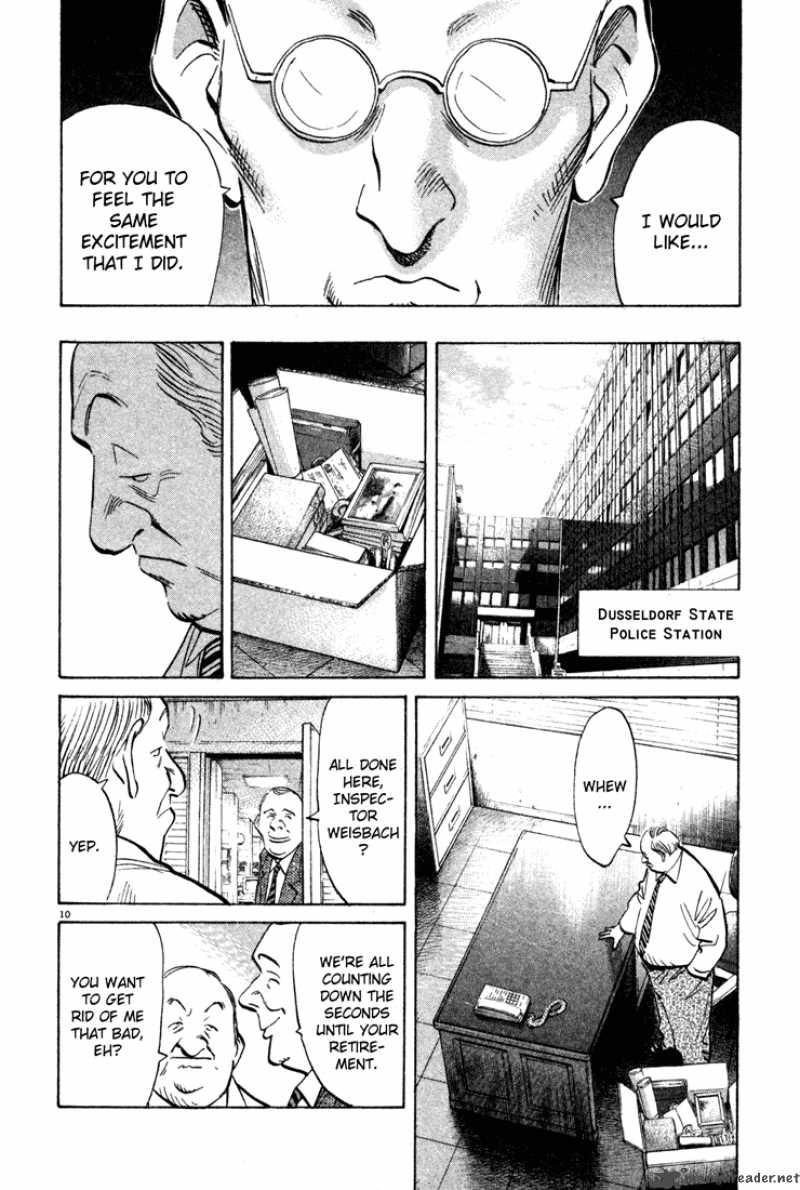 I WOULD
LIKE...
FOR YOU TO
FEEL THE
SAME
EXCITEMENT
THAT I DID.
DUSSELDORF STATE
POLICE STATION
WHEW
...
ALL DONE
HERE,
INSPEC-
TOR
WEISBACH
?
YEP.
10
WE'RE ALL
COUNTING
DOWN THE
SECONDS
UNTIL YOUR
RETIRE-
MENT.
YOU WANT
TO GET
RID OF ME
THAT BAD,
EH?